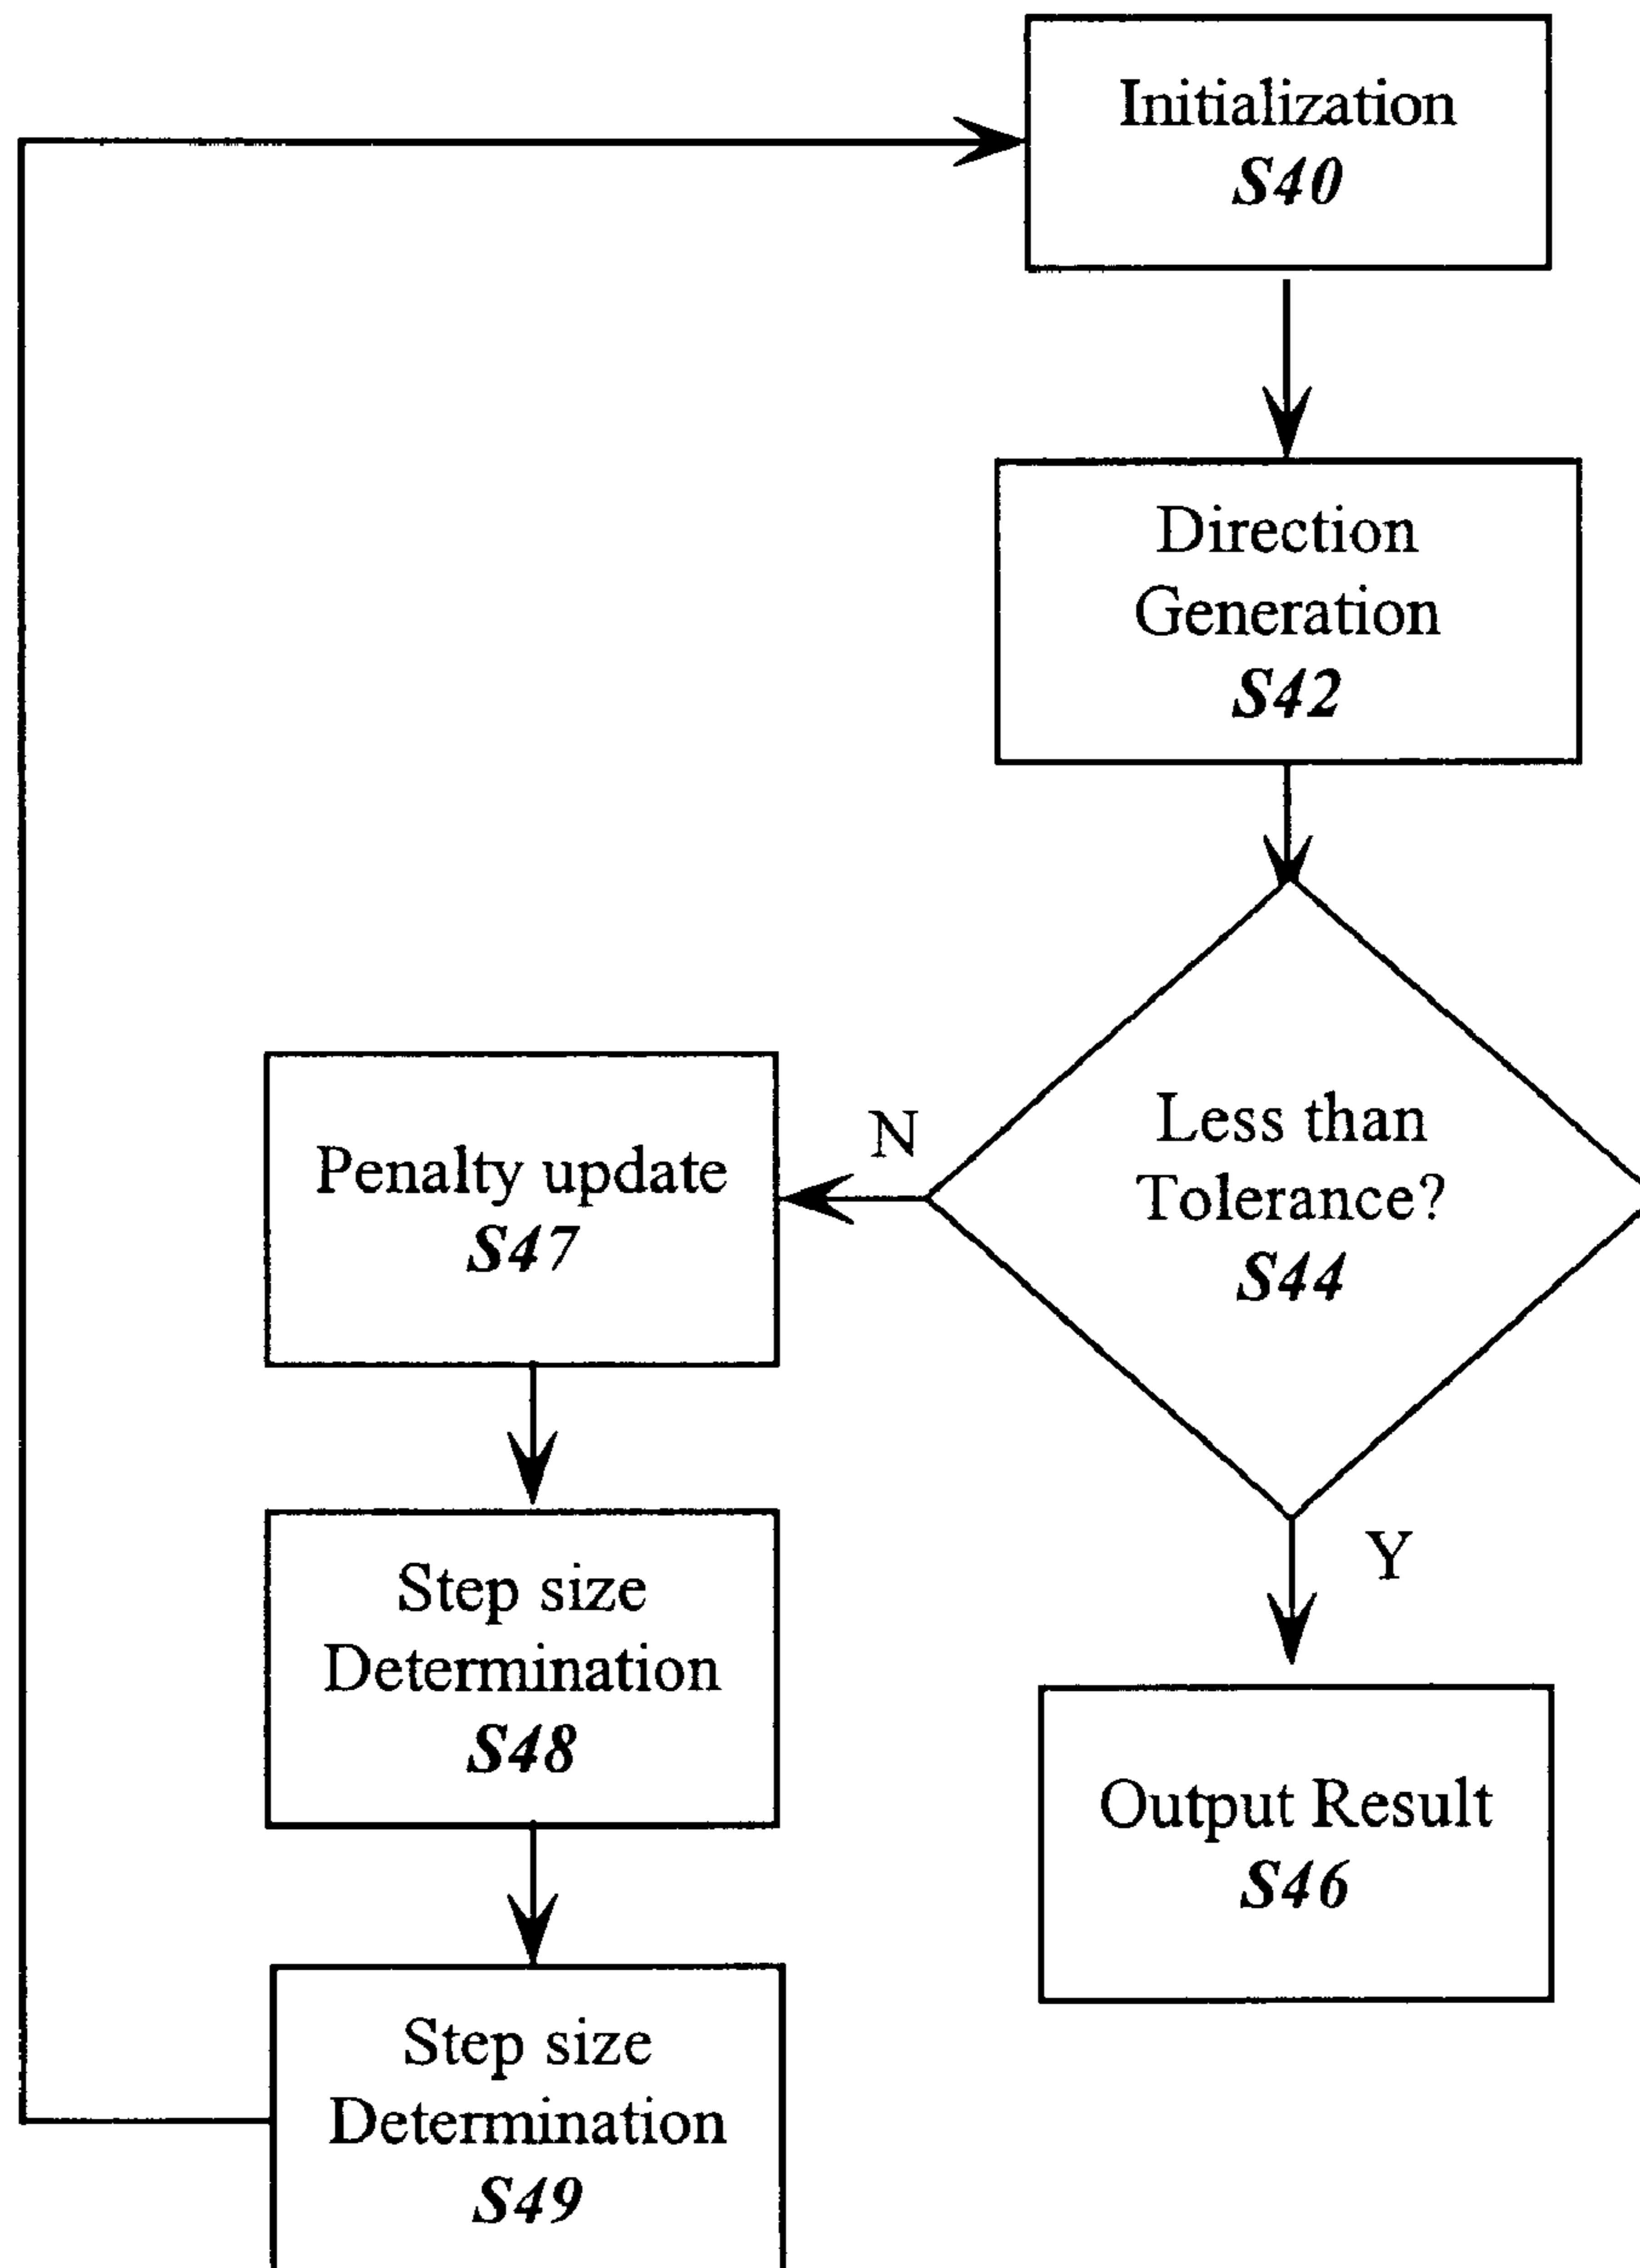 Initialization
S40
Direction
Generation
S42
Less than
Tolerance?
S44
N
Y
Penalty update
S47
Step size
Determination
S48
Output Result
S46
Step size
Determination
S49